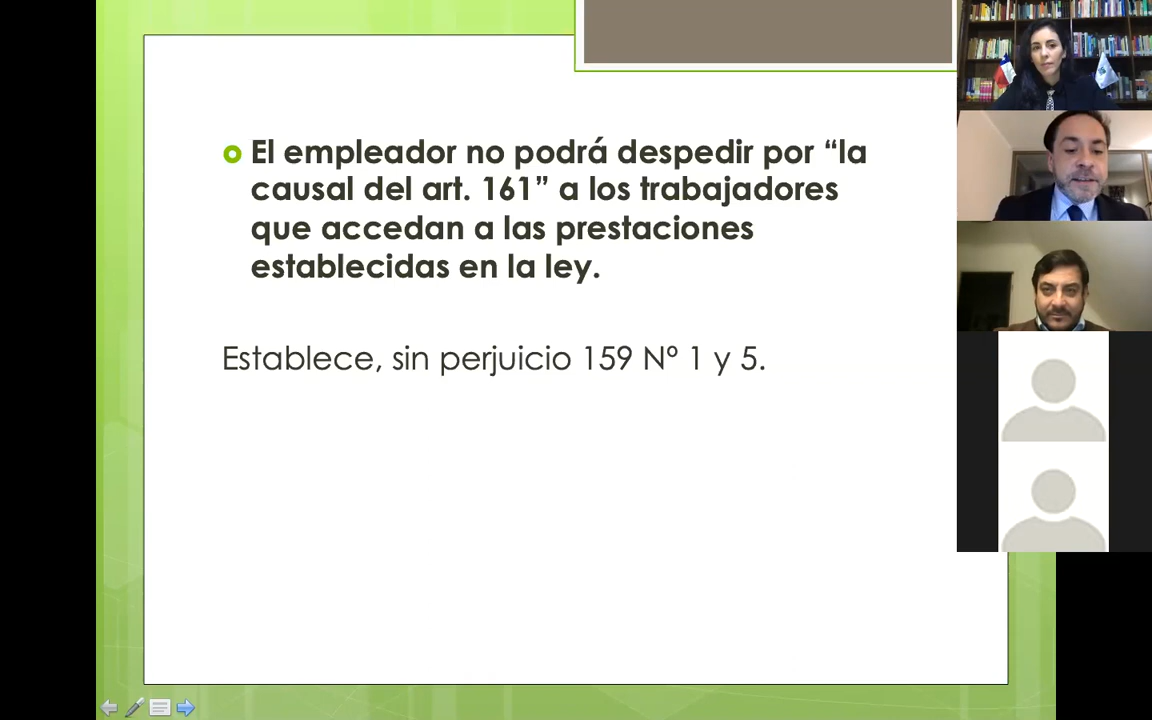 El empleador no podrá despedir por “la
causal del art. 161” a los trabajadores
que accedan a las prestaciones
establecidas en la ley.
Establece, sin perjuicio 159 Nº 1 y 5.